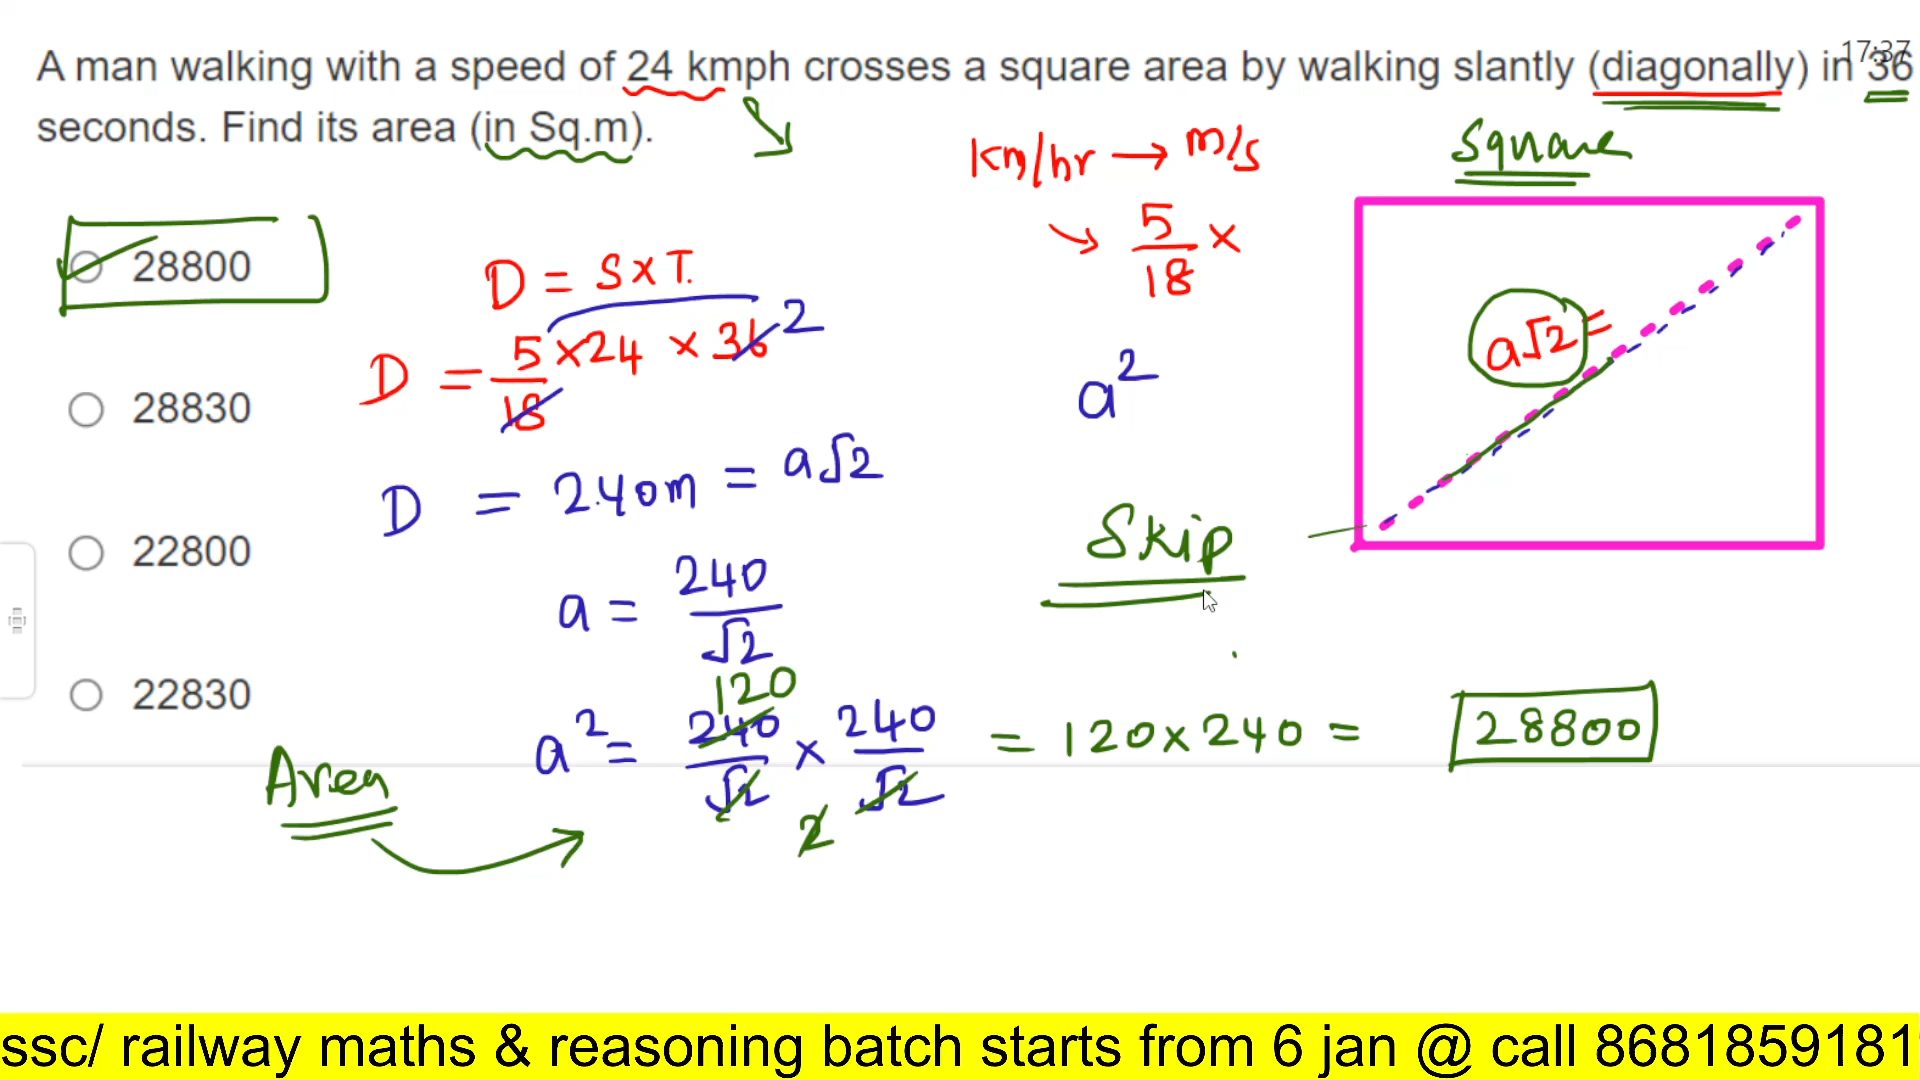 17:37
A man walking with a speed of 24 kmph crosses a square area by walking slantly (diagonally) in 36
seconds. Find its area (in Sq.m).
Square
km/hr → m/s
5/18 ×
28800
28830
22800
22830
D = S × T.
D = 5/18 × 24 × 36 2
D = 240m = a√2
a = 240/√2
120
a² = 240/√2 × 240/√2 = 120 × 240 = 28800
2
Area
a²
Skip
a√2 =
ssc/ railway maths & reasoning batch starts from 6 jan @ call 868185918